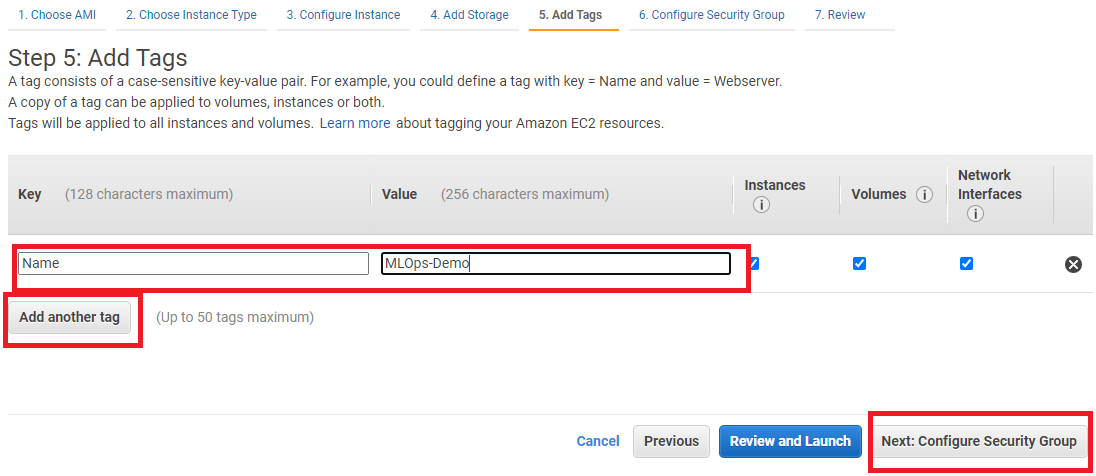 1. Choose AMI 2. Choose Instance Type 3. Configure Instance 4. Add Storage 5. Add Tags 6. Configure Security Group 7. Review
Step 5: Add Tags
A tag consists of a case-sensitive key-value pair. For example, you could define a tag with key = Name and value = Webserver.
A copy of a tag can be applied to volumes, instances or both.
Tags will be applied to all instances and volumes. Learn more about tagging your Amazon EC2 resources.
Key (128 characters maximum) Value (256 characters maximum) Instances Volumes Network Interfaces
Name MLOps-Demo
Add another tag (Up to 50 tags maximum)
Cancel Previous Review and Launch Next: Configure Security Group